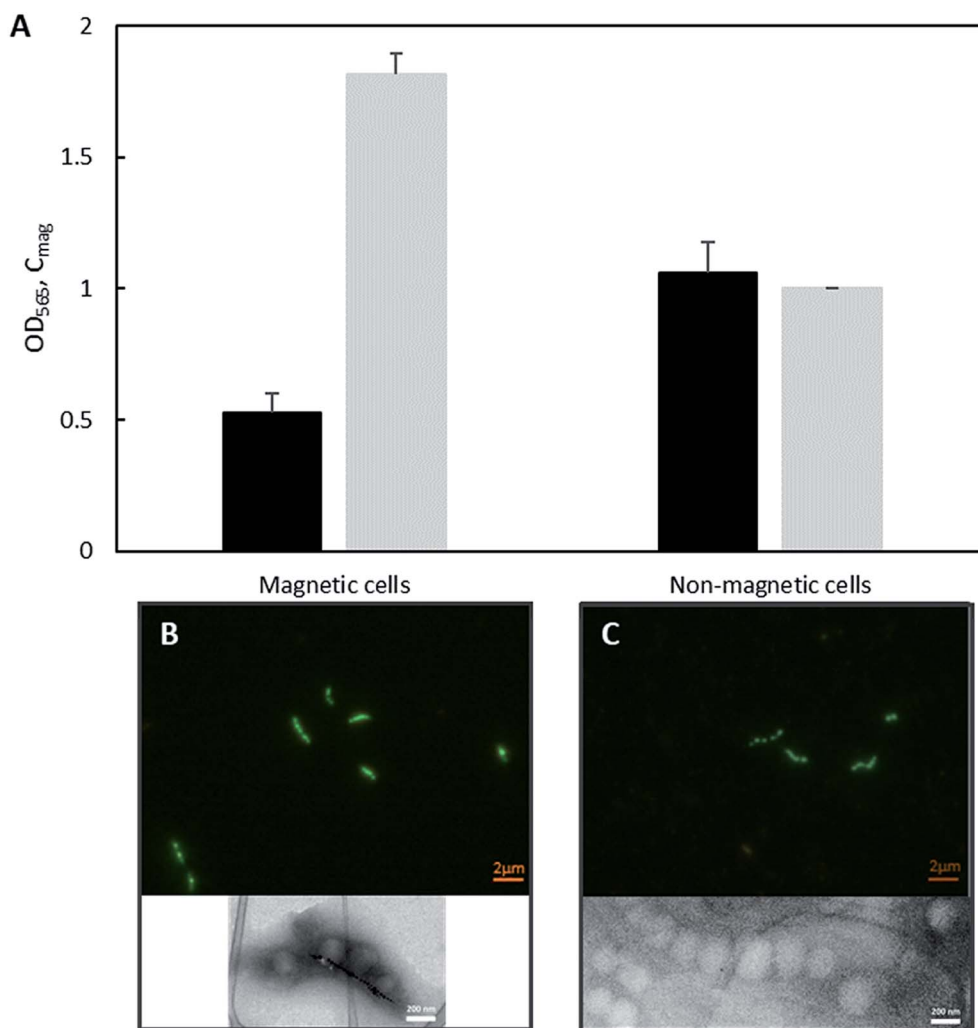 A
2
1.5
1
0.5
0
OD₅₆₅, Cₘₐg
Magnetic cells
Non-magnetic cells
B
C
2μm
2μm
200 nm
200 nm